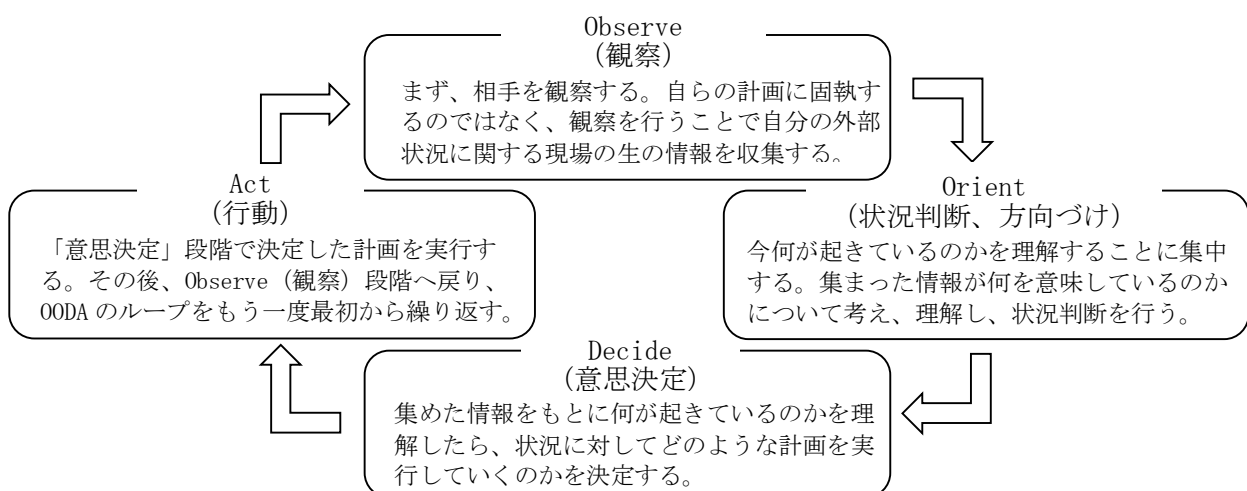 Observe
(観察)
まず、相手を観察する。自らの計画に固執す
るのではなく、観察を行うことで自分の外部
状況に関する現場の生の情報を収集する。
Orient
(状況判断、方向づけ)
今何が起きているのかを理解することに集中
する。集まった情報が何を意味しているのか
について考え、理解し、状況判断を行う。
Decide
(意思決定)
集めた情報をもとに何が起きているのかを理
解したら、状況に対してどのような計画を実
行していくのかを決定する。
Act
(行動)
「意思決定」段階で決定した計画を実行す
る。その後、Observe（観察）段階へ戻り、
OODA のループをもう一度最初から繰り返す。